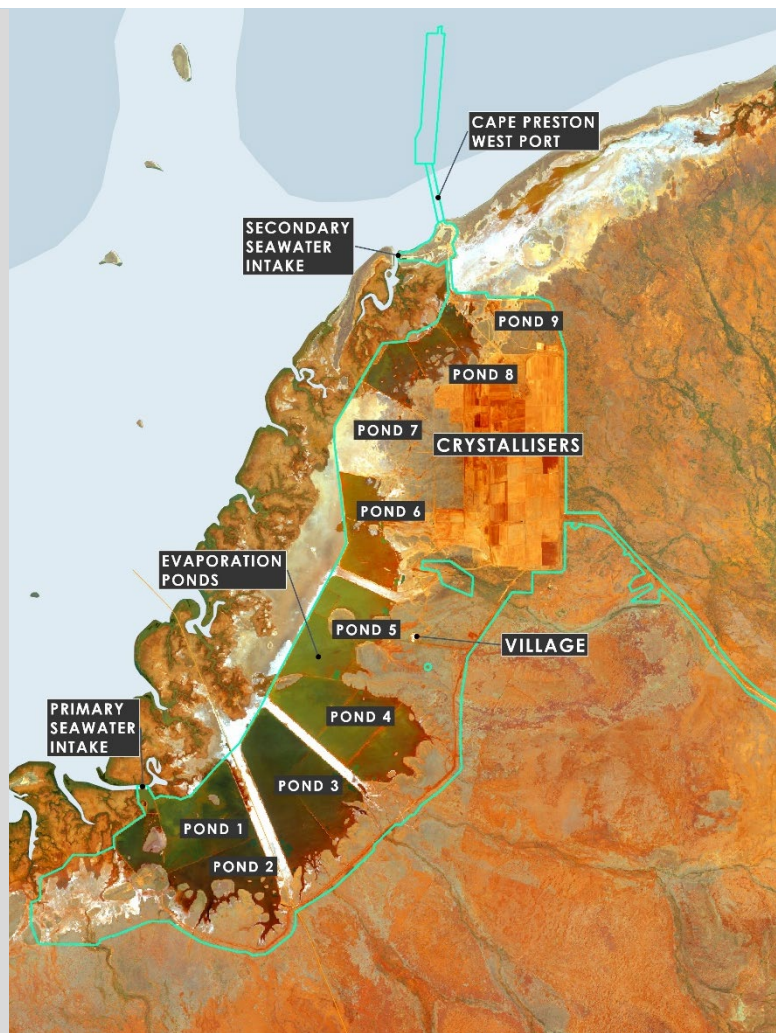 CAPE PRESTON
WEST PORT
SECONDARY
SEAWATER
INTAKE
POND 9
POND 8
POND 7
CRYSTALLISERS
POND 6
EVAPORATION
PONDS
POND 5
VILLAGE
PRIMARY
SEAWATER
INTAKE
POND 4
POND 3
POND 1
POND 2